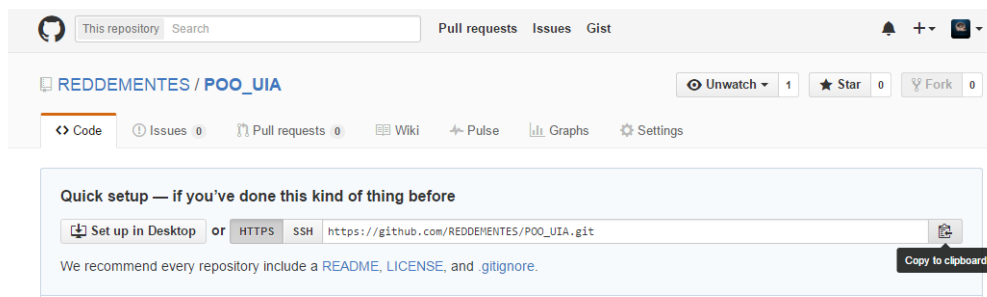 This repository Search Pull requests Issues Gist
REDDEMENTES / POO_UIA Unwatch 1 Star 0 Fork 0
Code Issues 0 Pull requests 0 Wiki Pulse Graphs Settings
Quick setup — if you've done this kind of thing before
Set up in Desktop or HTTPS SSH https://github.com/REDDEMENTES/POO_UIA.git
Copy to clipboard
We recommend every repository include a README, LICENSE, and .gitignore.